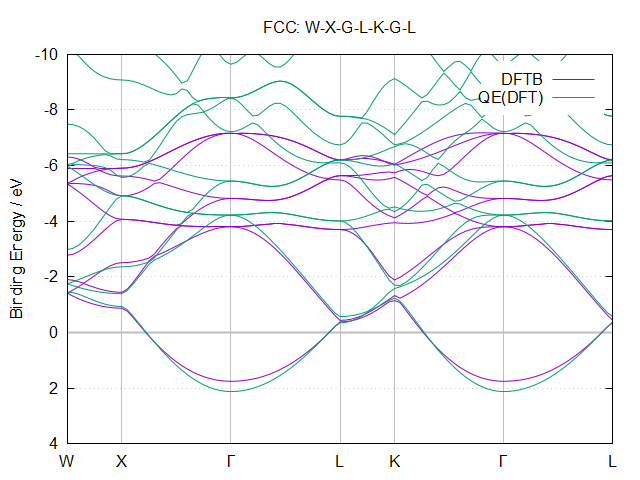 FCC: W-X-G-L-K-G-L
-10
DFTB
QE(DFT)
-8
-6
-4
-2
0
2
4
Binding Energy / eV
W X Γ L K Γ L